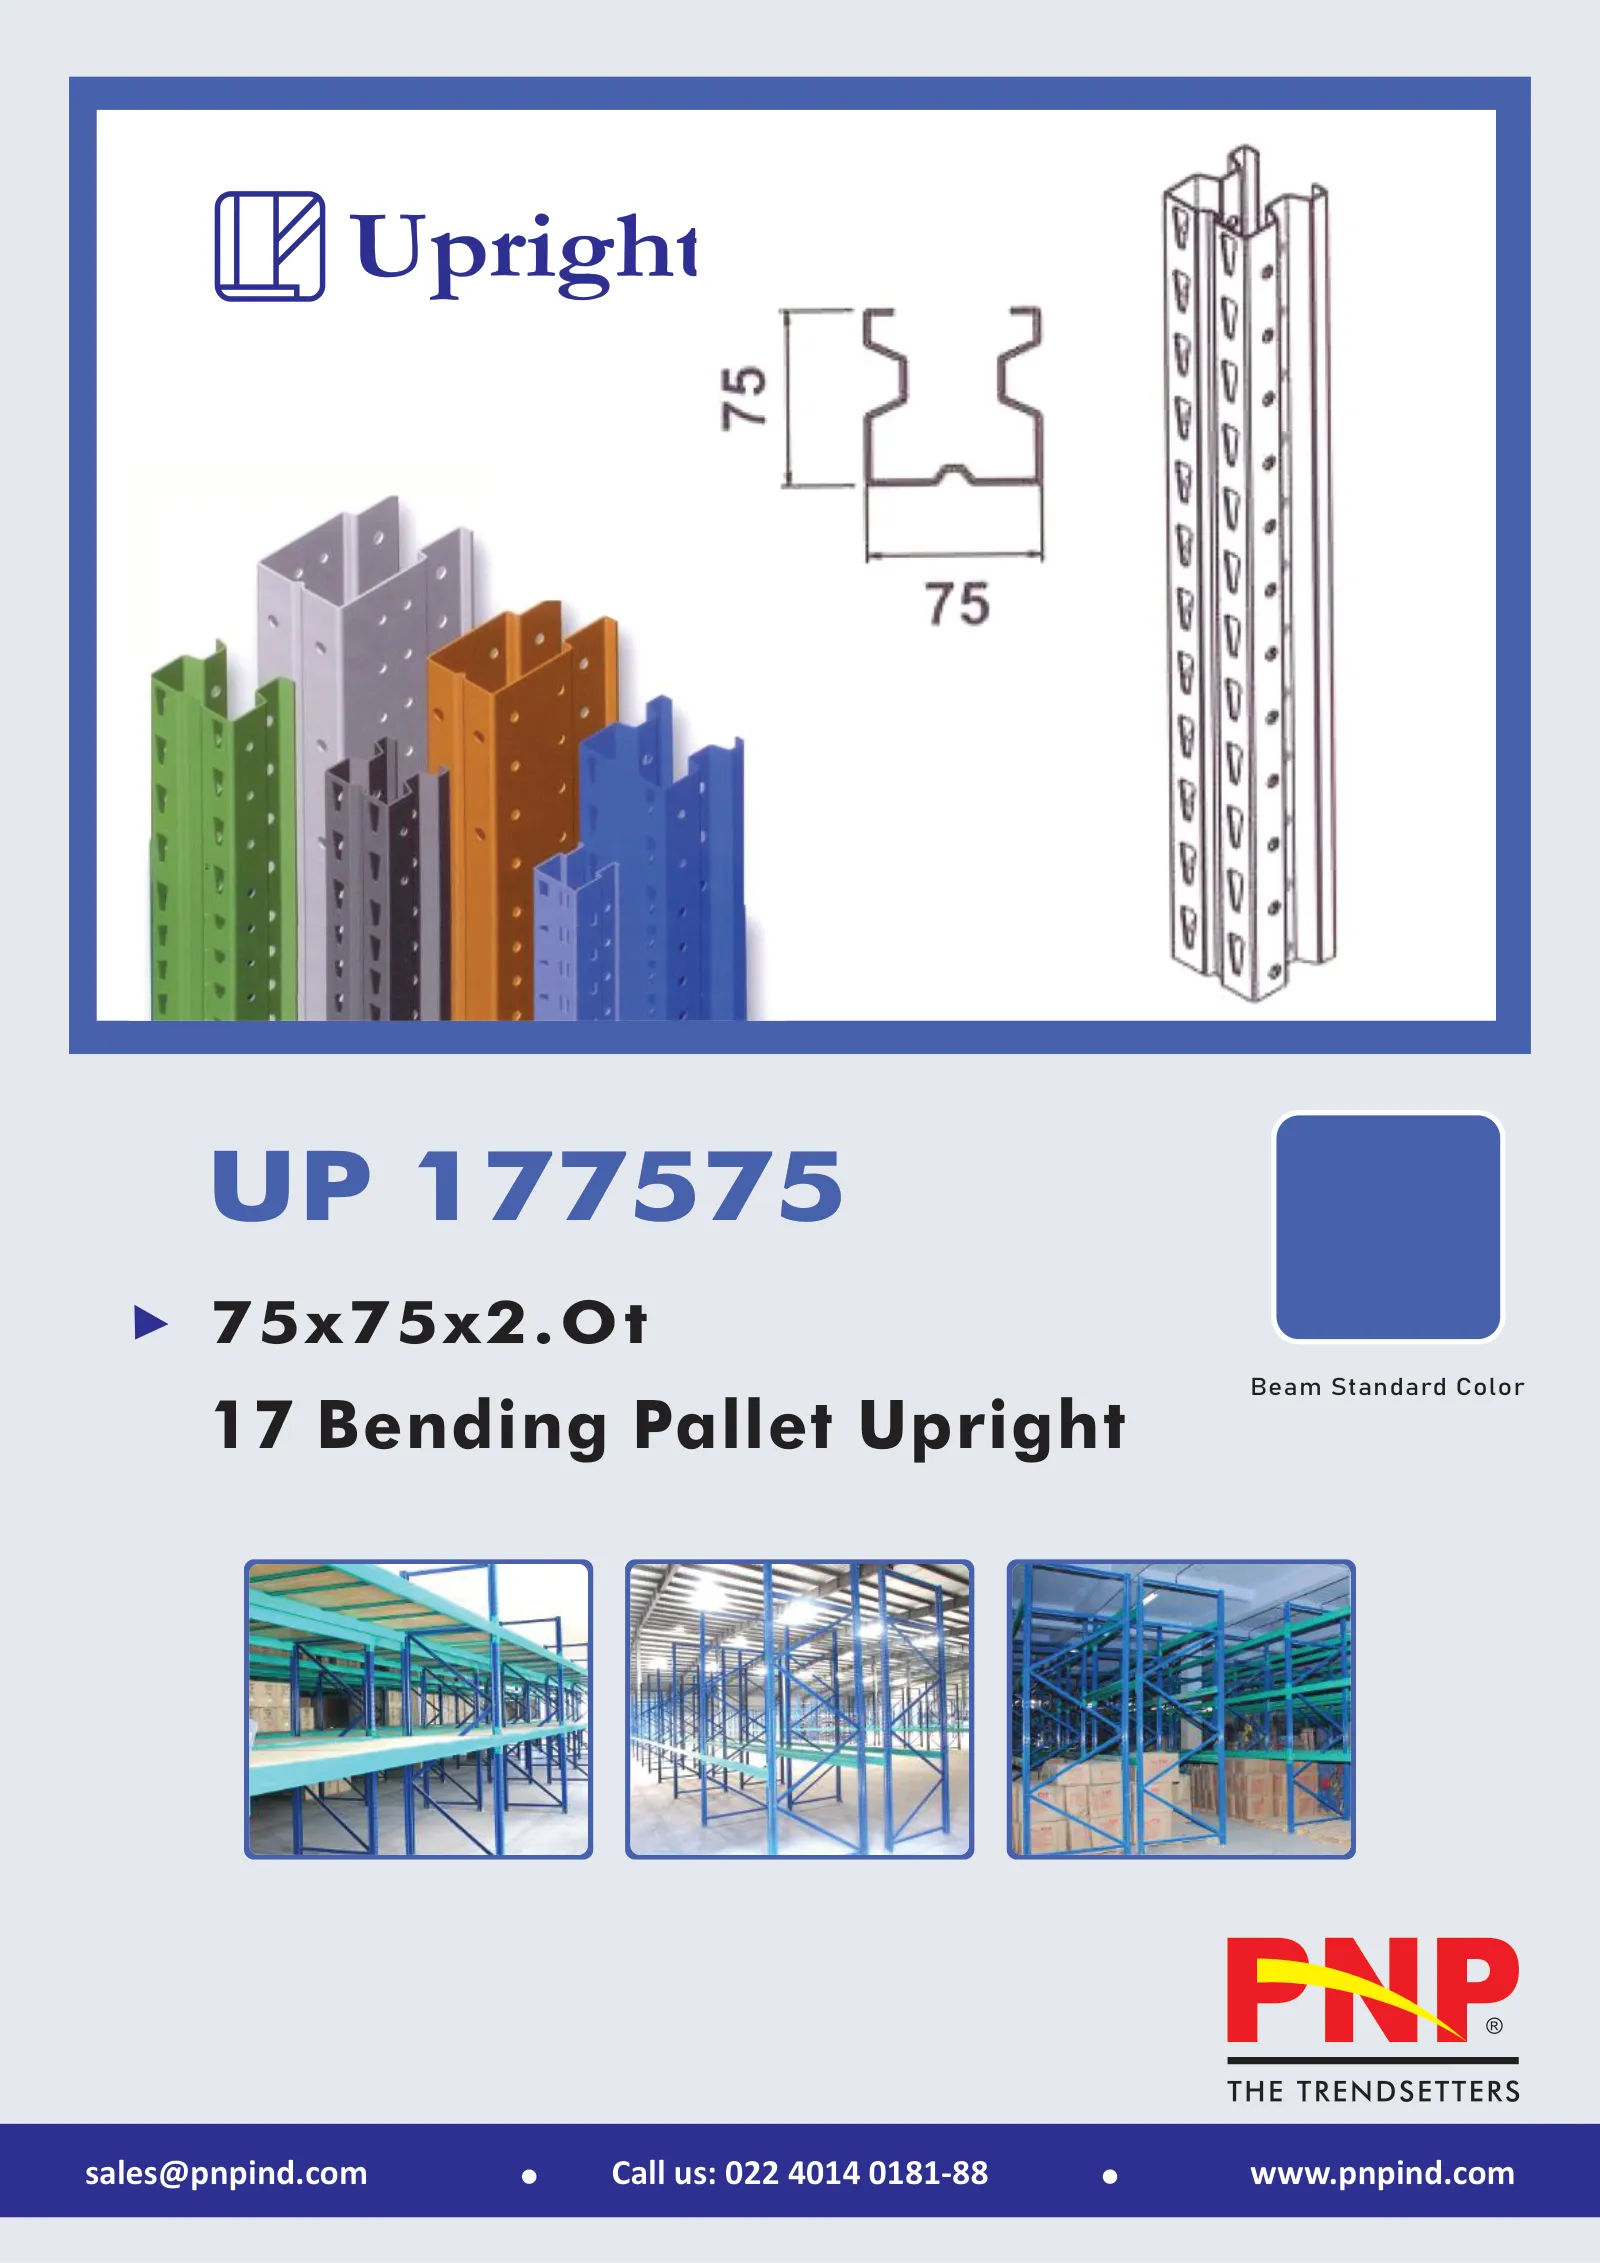 Upright
75
75
UP 177575
75x75x2.0t
17 Bending Pallet Upright
Beam Standard Color
PNP
®
THE TRENDSETTERS
sales@pnpind.com
Call us: 022 4014 0181-88
www.pnpind.com